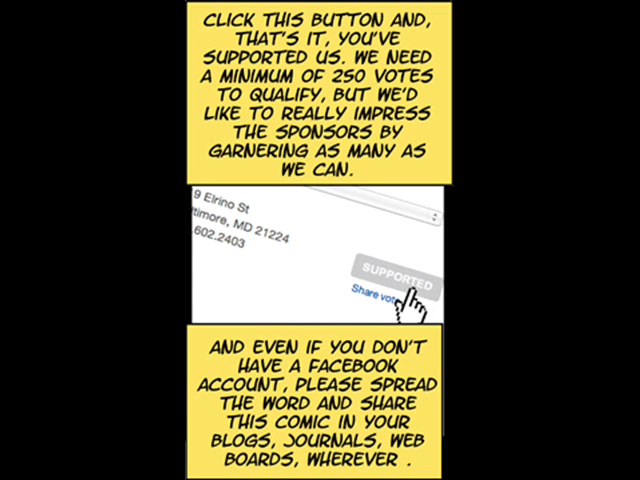 CLICK THIS BUTTON AND,
THAT'S IT, YOU'VE
SUPPORTED US. WE NEED
A MINIMUM OF 250 VOTES
TO QUALIFY, BUT WE'D
LIKE TO REALLY IMPRESS
THE SPONSORS BY
GARNERING AS MANY AS
WE CAN.
9 Elrino St
timore, MD 21224
.602.2403
SUPPORTED
Share vot
AND EVEN IF YOU DON'T
HAVE A FACEBOOK
ACCOUNT, PLEASE SPREAD
THE WORD AND SHARE
THIS COMIC IN YOUR
BLOGS, JOURNALS, WEB
BOARDS, WHEREVER .